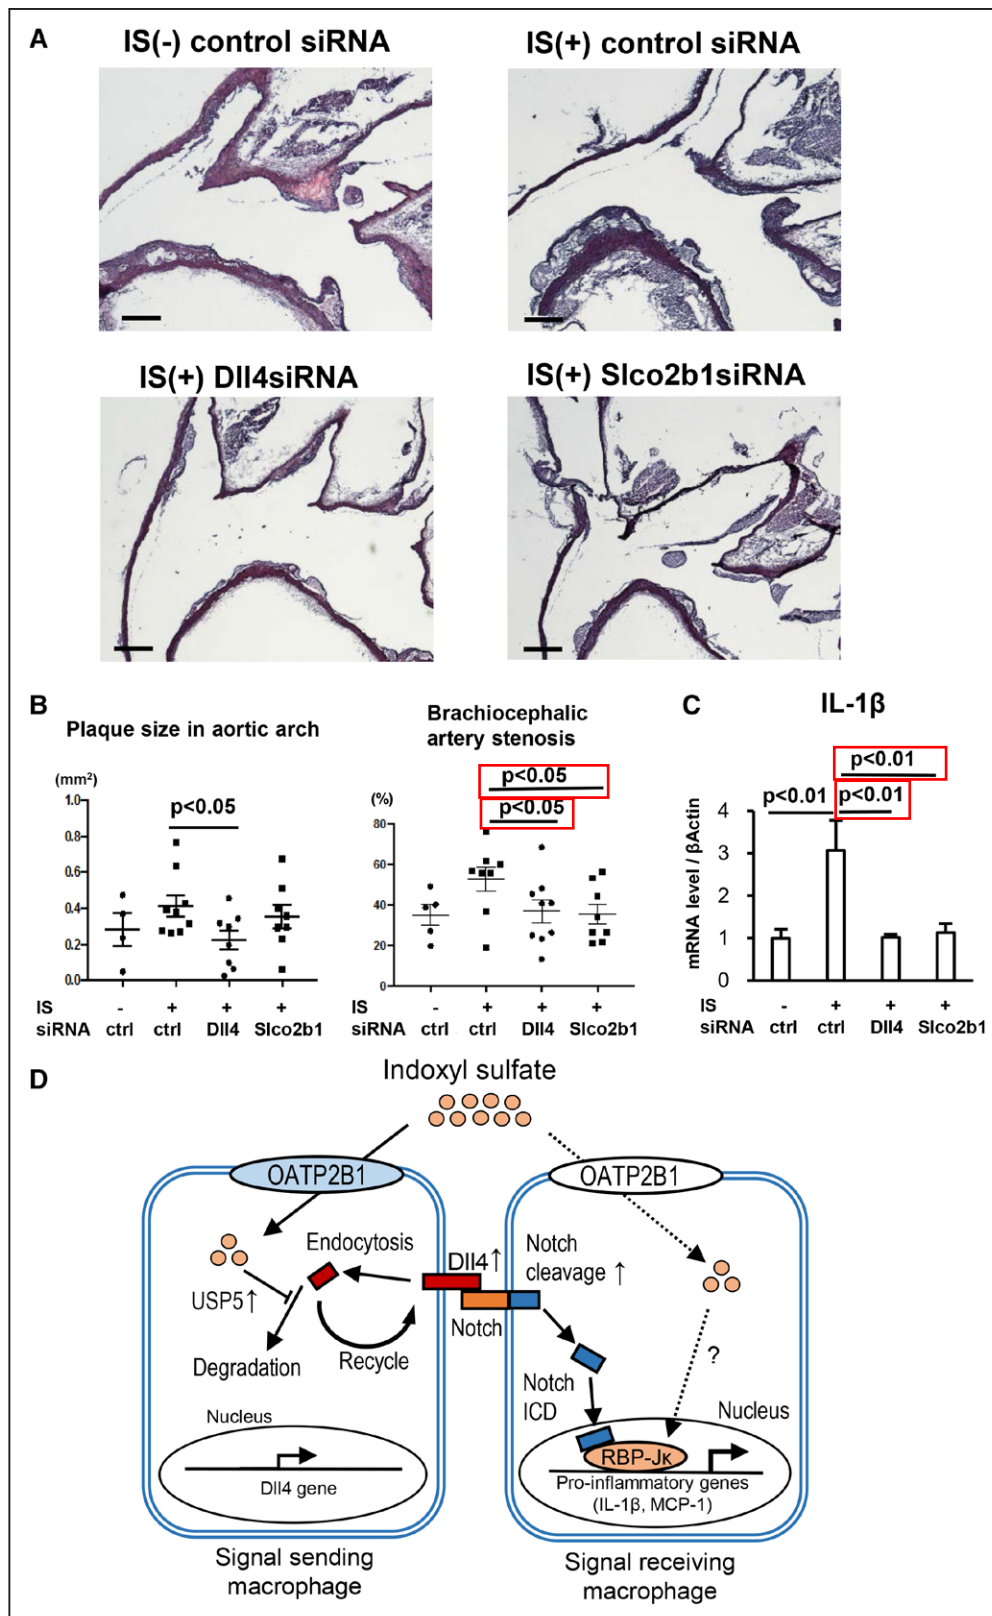 A
IS(-) control siRNA
IS(+) control siRNA
IS(+) Dll4siRNA
IS(+) Slco2b1siRNA
B
Plaque size in aortic arch
(mm²)
1.0
0.8
0.6
0.4
0.2
0.0
p<0.05
IS - + + +
siRNA ctrl ctrl Dll4 Slco2b1
Brachiocephalic
artery stenosis
(%)
80
60
40
20
0
p<0.05
p<0.05
IS - + + +
siRNA ctrl ctrl Dll4 Slco2b1
C
IL-1β
p<0.01
p<0.01 p<0.01
mRNA level / βActin
4
3
2
1
0
IS - + + +
siRNA ctrl ctrl Dll4 Slco2b1
D
Indoxyl sulfate
OATP2B1
OATP2B1
Endocytosis
Dll4↑
Notch
cleavage ↑
USP5↑
Notch
Degradation
Recycle
?
Notch
ICD
Nucleus
Nucleus
RBP-Jκ
Dll4 gene
Pro-inflammatory genes
(IL-1β, MCP-1)
Signal sending
macrophage
Signal receiving
macrophage